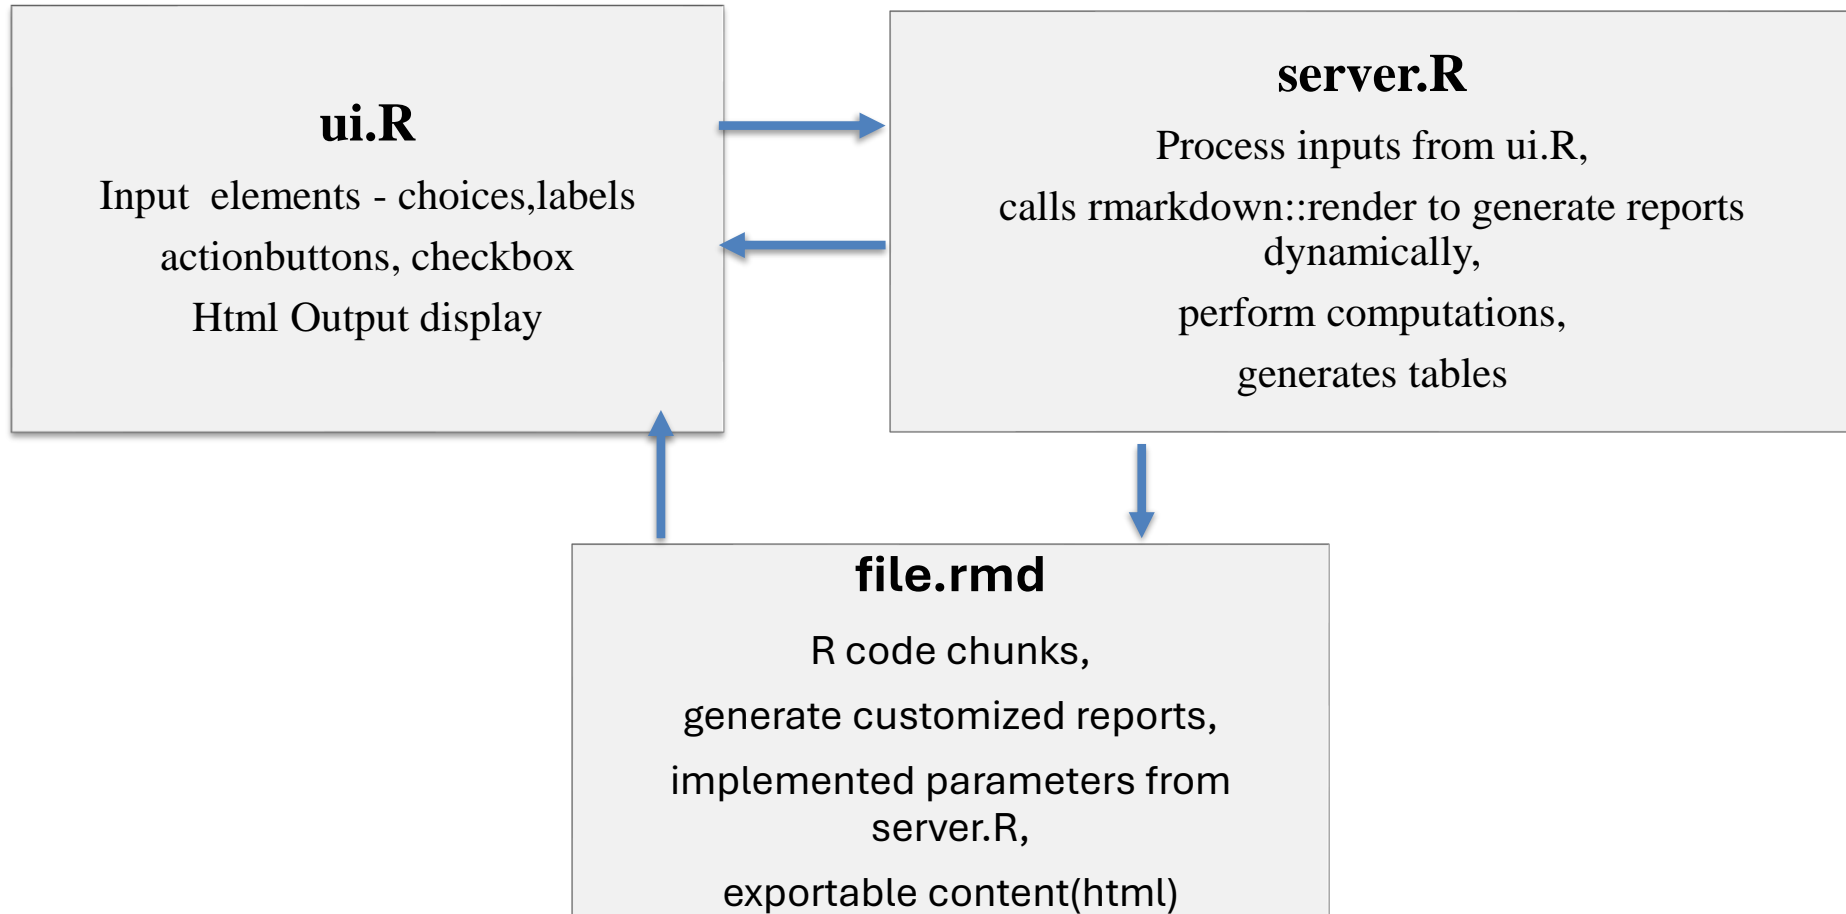 ui.R
Input  elements - choices,labels
actionbuttons, checkbox
Html Output display
server.R
Process inputs from ui.R,
calls rmarkdown::render to generate reports
dynamically,
perform computations,
generates tables
file.rmd
R code chunks,
generate customized reports,
implemented parameters from
server.R,
exportable content(html)